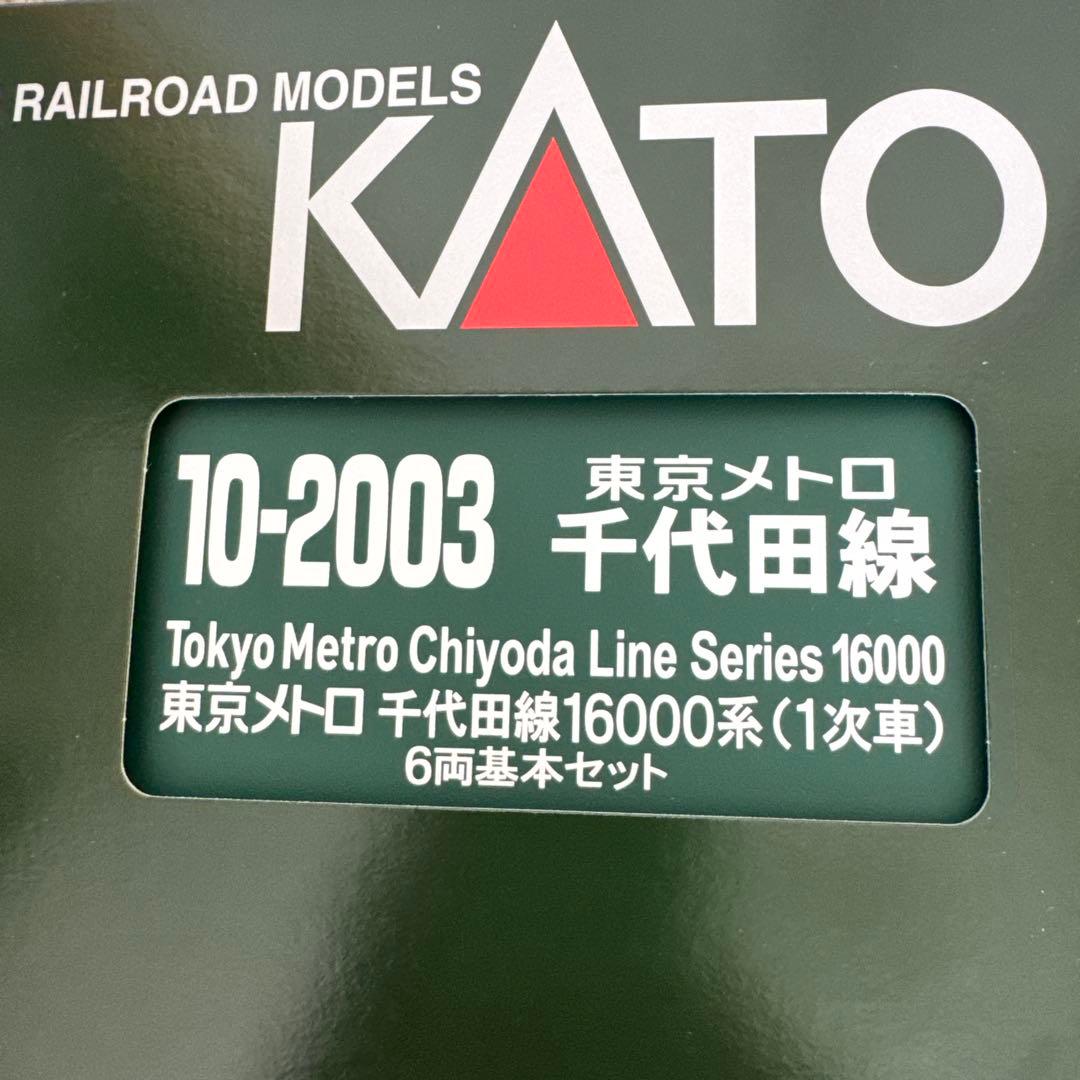 RAILROAD MODELS
KATO
10-2003
東京メトロ
千代田線
Tokyo Metro Chiyoda Line Series 16000
東京メトロ 千代田線16000系(1次車)
6両基本セット